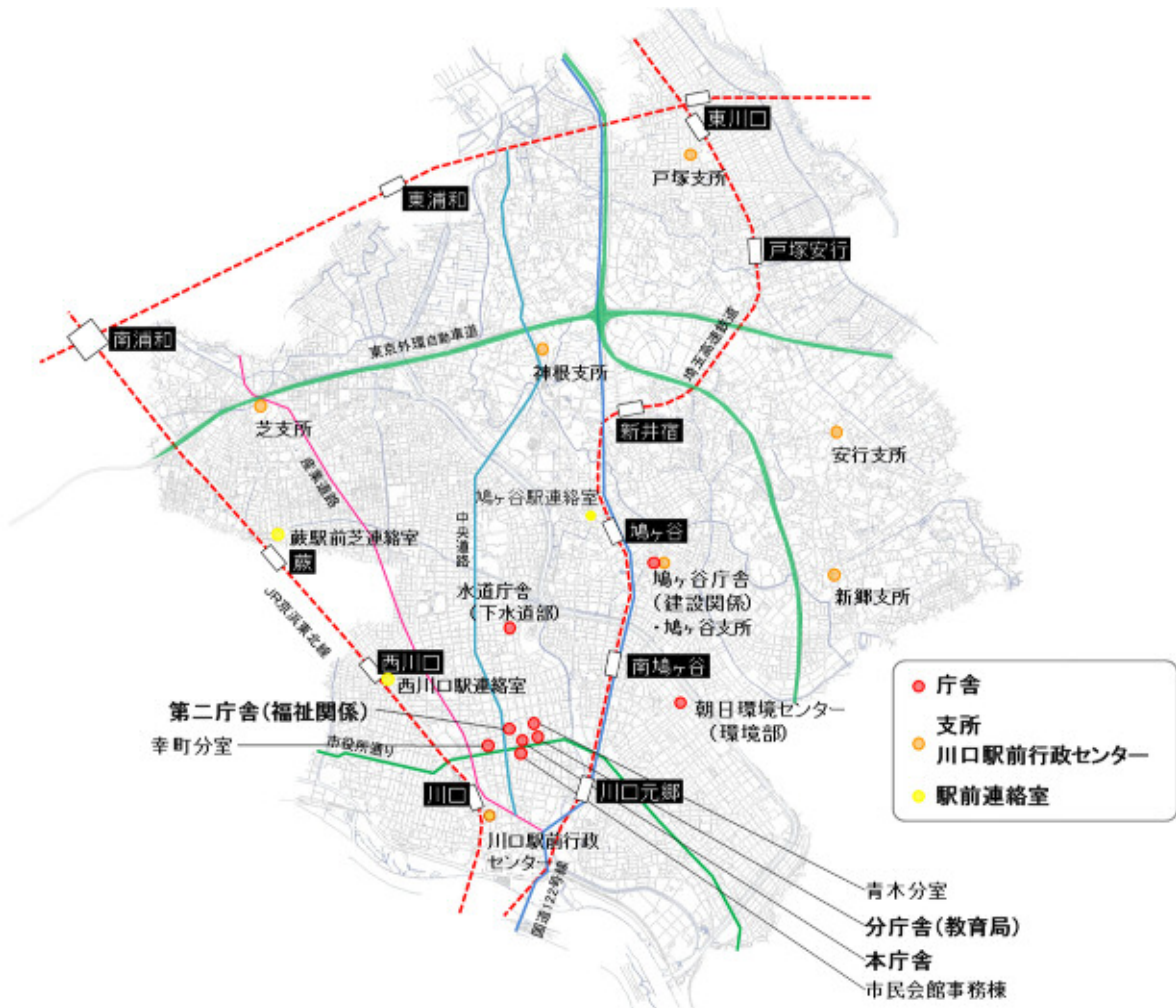 東川口
戸塚支所
東浦和
戸塚安行
南浦和
東京外環自動車道
埼玉高速鉄道
神根支所
芝支所
新井宿
安行支所
産業道路
鳩ヶ谷駅連絡室
中央道路
鳩ヶ谷
蕨駅前芝連絡室
蕨
鳩ヶ谷庁舎
(建設関係)
・鳩ヶ谷支所
新郷支所
水道庁舎
(下水道部)
JR京浜東北線
西川口
西川口駅連絡室
南鳩ヶ谷
朝日環境センター
(環境部)
第二庁舎(福祉関係)
幸町分室
市役所通り
川口
川口元郷
川口駅前行政
センター
国道122号線
庁舎
支所
川口駅前行政センター
駅前連絡室
青木分室
分庁舎(教育局)
本庁舎
市民会館事務棟